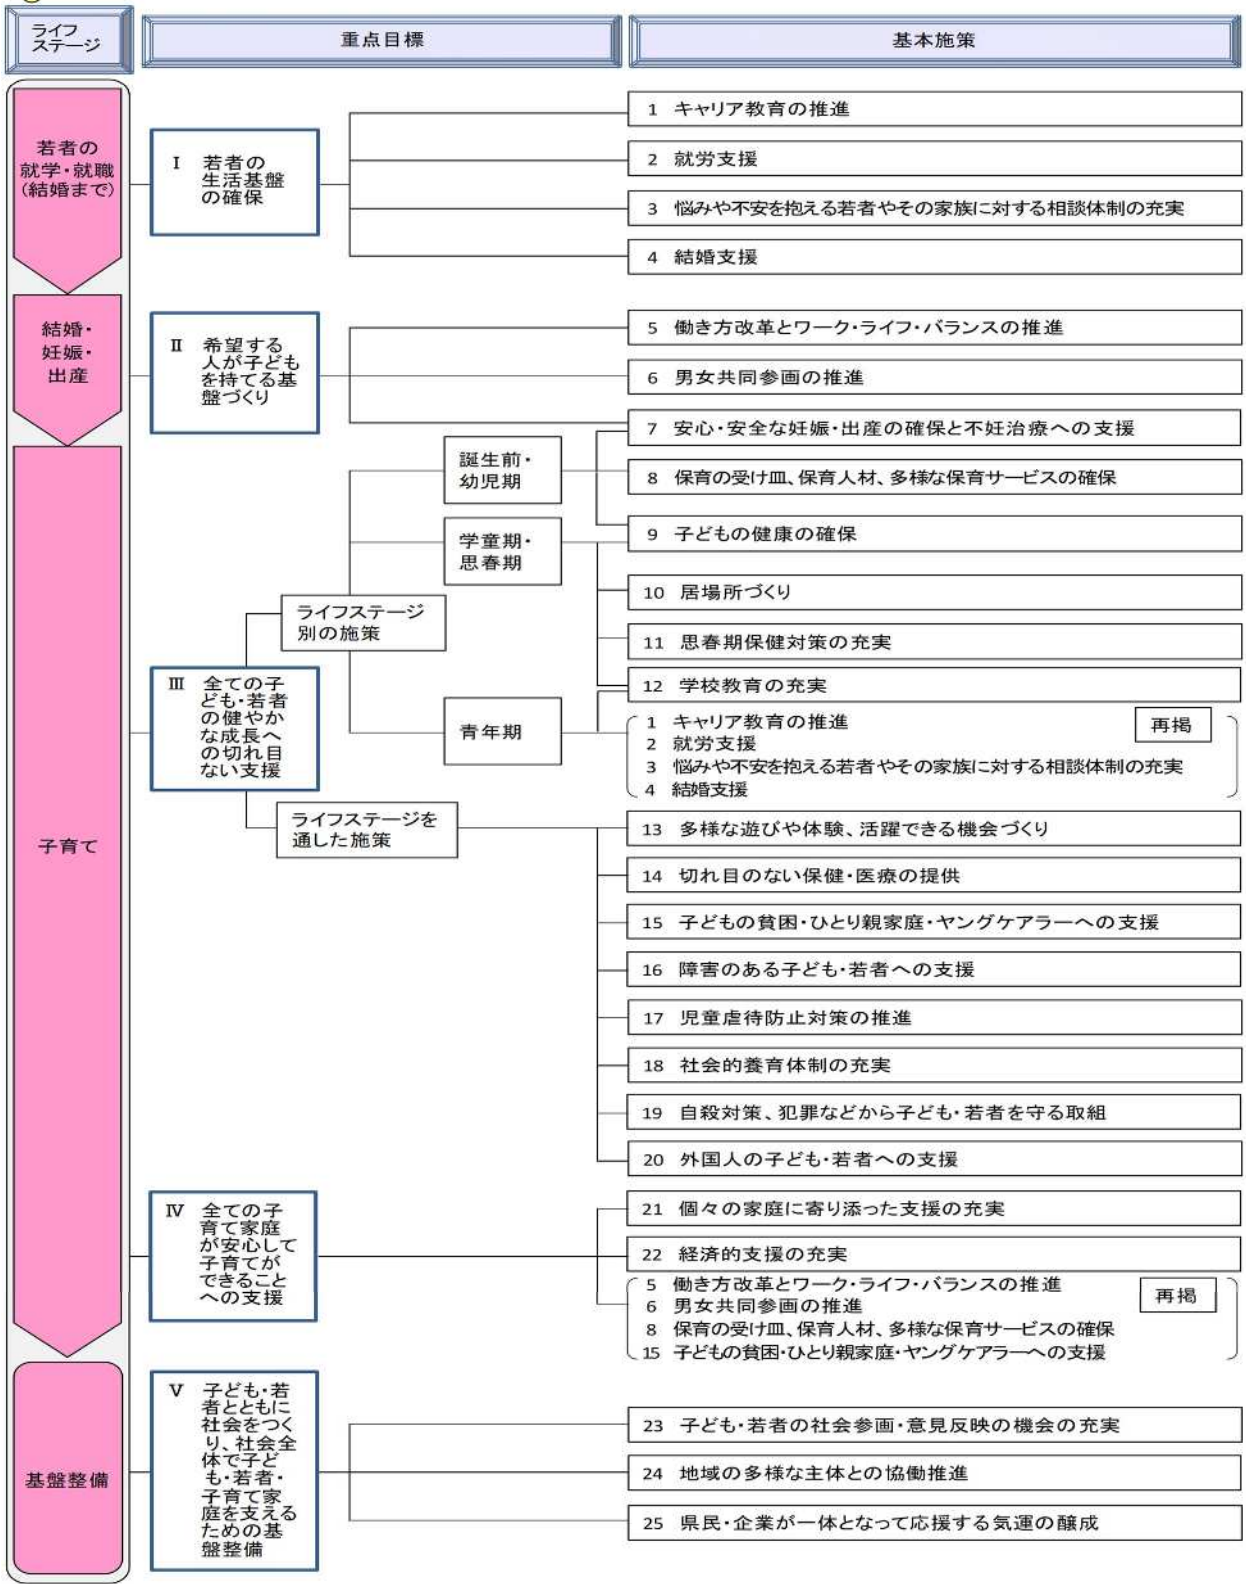 ライフ
ステージ
重点目標
基本施策
若者の
就学・就職
(結婚まで)
Ⅰ 若者の
生活基盤
の確保
1 キャリア教育の推進
2 就労支援
3 悩みや不安を抱える若者やその家族に対する相談体制の充実
4 結婚支援
結婚・
妊娠・
出産
Ⅱ 希望する
人が子ども
を持てる基
盤づくり
5 働き方改革とワーク・ライフ・バランスの推進
6 男女共同参画の推進
7 安心・安全な妊娠・出産の確保と不妊治療への支援
子育て
Ⅲ 全ての子
ども・若者
の健やか
な成長へ
の切れ目
ない支援
ライフステージ
別の施策
誕生前・
幼児期
学童期・
思春期
青年期
8 保育の受け皿、保育人材、多様な保育サービスの確保
9 子どもの健康の確保
10 居場所づくり
11 思春期保健対策の充実
12 学校教育の充実
1 キャリア教育の推進
再掲
2 就労支援
3 悩みや不安を抱える若者やその家族に対する相談体制の充実
4 結婚支援
ライフステージを
通した施策
13 多様な遊びや体験、活躍できる機会づくり
14 切れ目のない保健・医療の提供
15 子どもの貧困・ひとり親家庭・ヤングケアラーへの支援
16 障害のある子ども・若者への支援
17 児童虐待防止対策の推進
18 社会的養育体制の充実
19 自殺対策、犯罪などから子ども・若者を守る取組
20 外国人の子ども・若者への支援
Ⅳ 全ての子
育て家庭
が安心して
子育てが
できること
への支援
21 個々の家庭に寄り添った支援の充実
22 経済的支援の充実
5 働き方改革とワーク・ライフ・バランスの推進
再掲
6 男女共同参画の推進
8 保育の受け皿、保育人材、多様な保育サービスの確保
15 子どもの貧困・ひとり親家庭・ヤングケアラーへの支援
基盤整備
Ⅴ 子ども・若
者とともに
社会をつく
り、社会全
体で子ど
も・若者・
子育て家
庭を支える
ための基
盤整備
23 子ども・若者の社会参画・意見反映の機会の充実
24 地域の多様な主体との協働推進
25 県民・企業が一体となって応援する気運の醸成